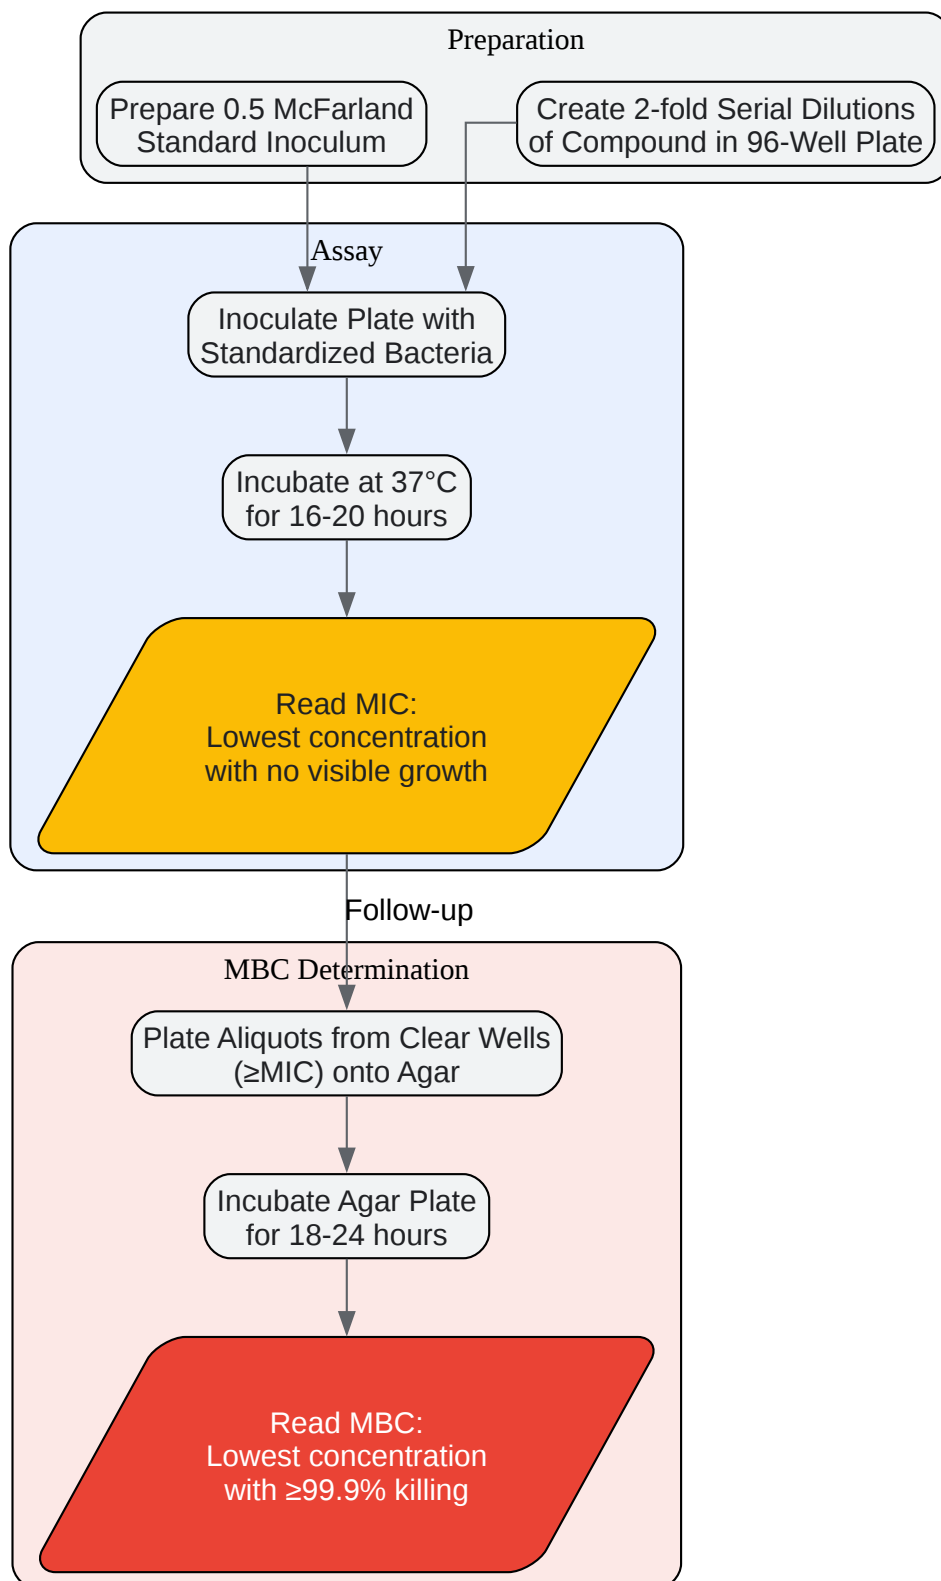 Preparation
Prepare 0.5 McFarland
Standard Inoculum
Create 2-fold Serial Dilutions
of Compound in 96-Well Plate
Assay
Inoculate Plate with
Standardized Bacteria
Incubate at 37°C
for 16-20 hours
Read MIC:
Lowest concentration
with no visible growth
Follow-up
MBC Determination
Plate Aliquots from Clear Wells
(≥MIC) onto Agar
Incubate Agar Plate
for 18-24 hours
Read MBC:
Lowest concentration
with ≥99.9% killing